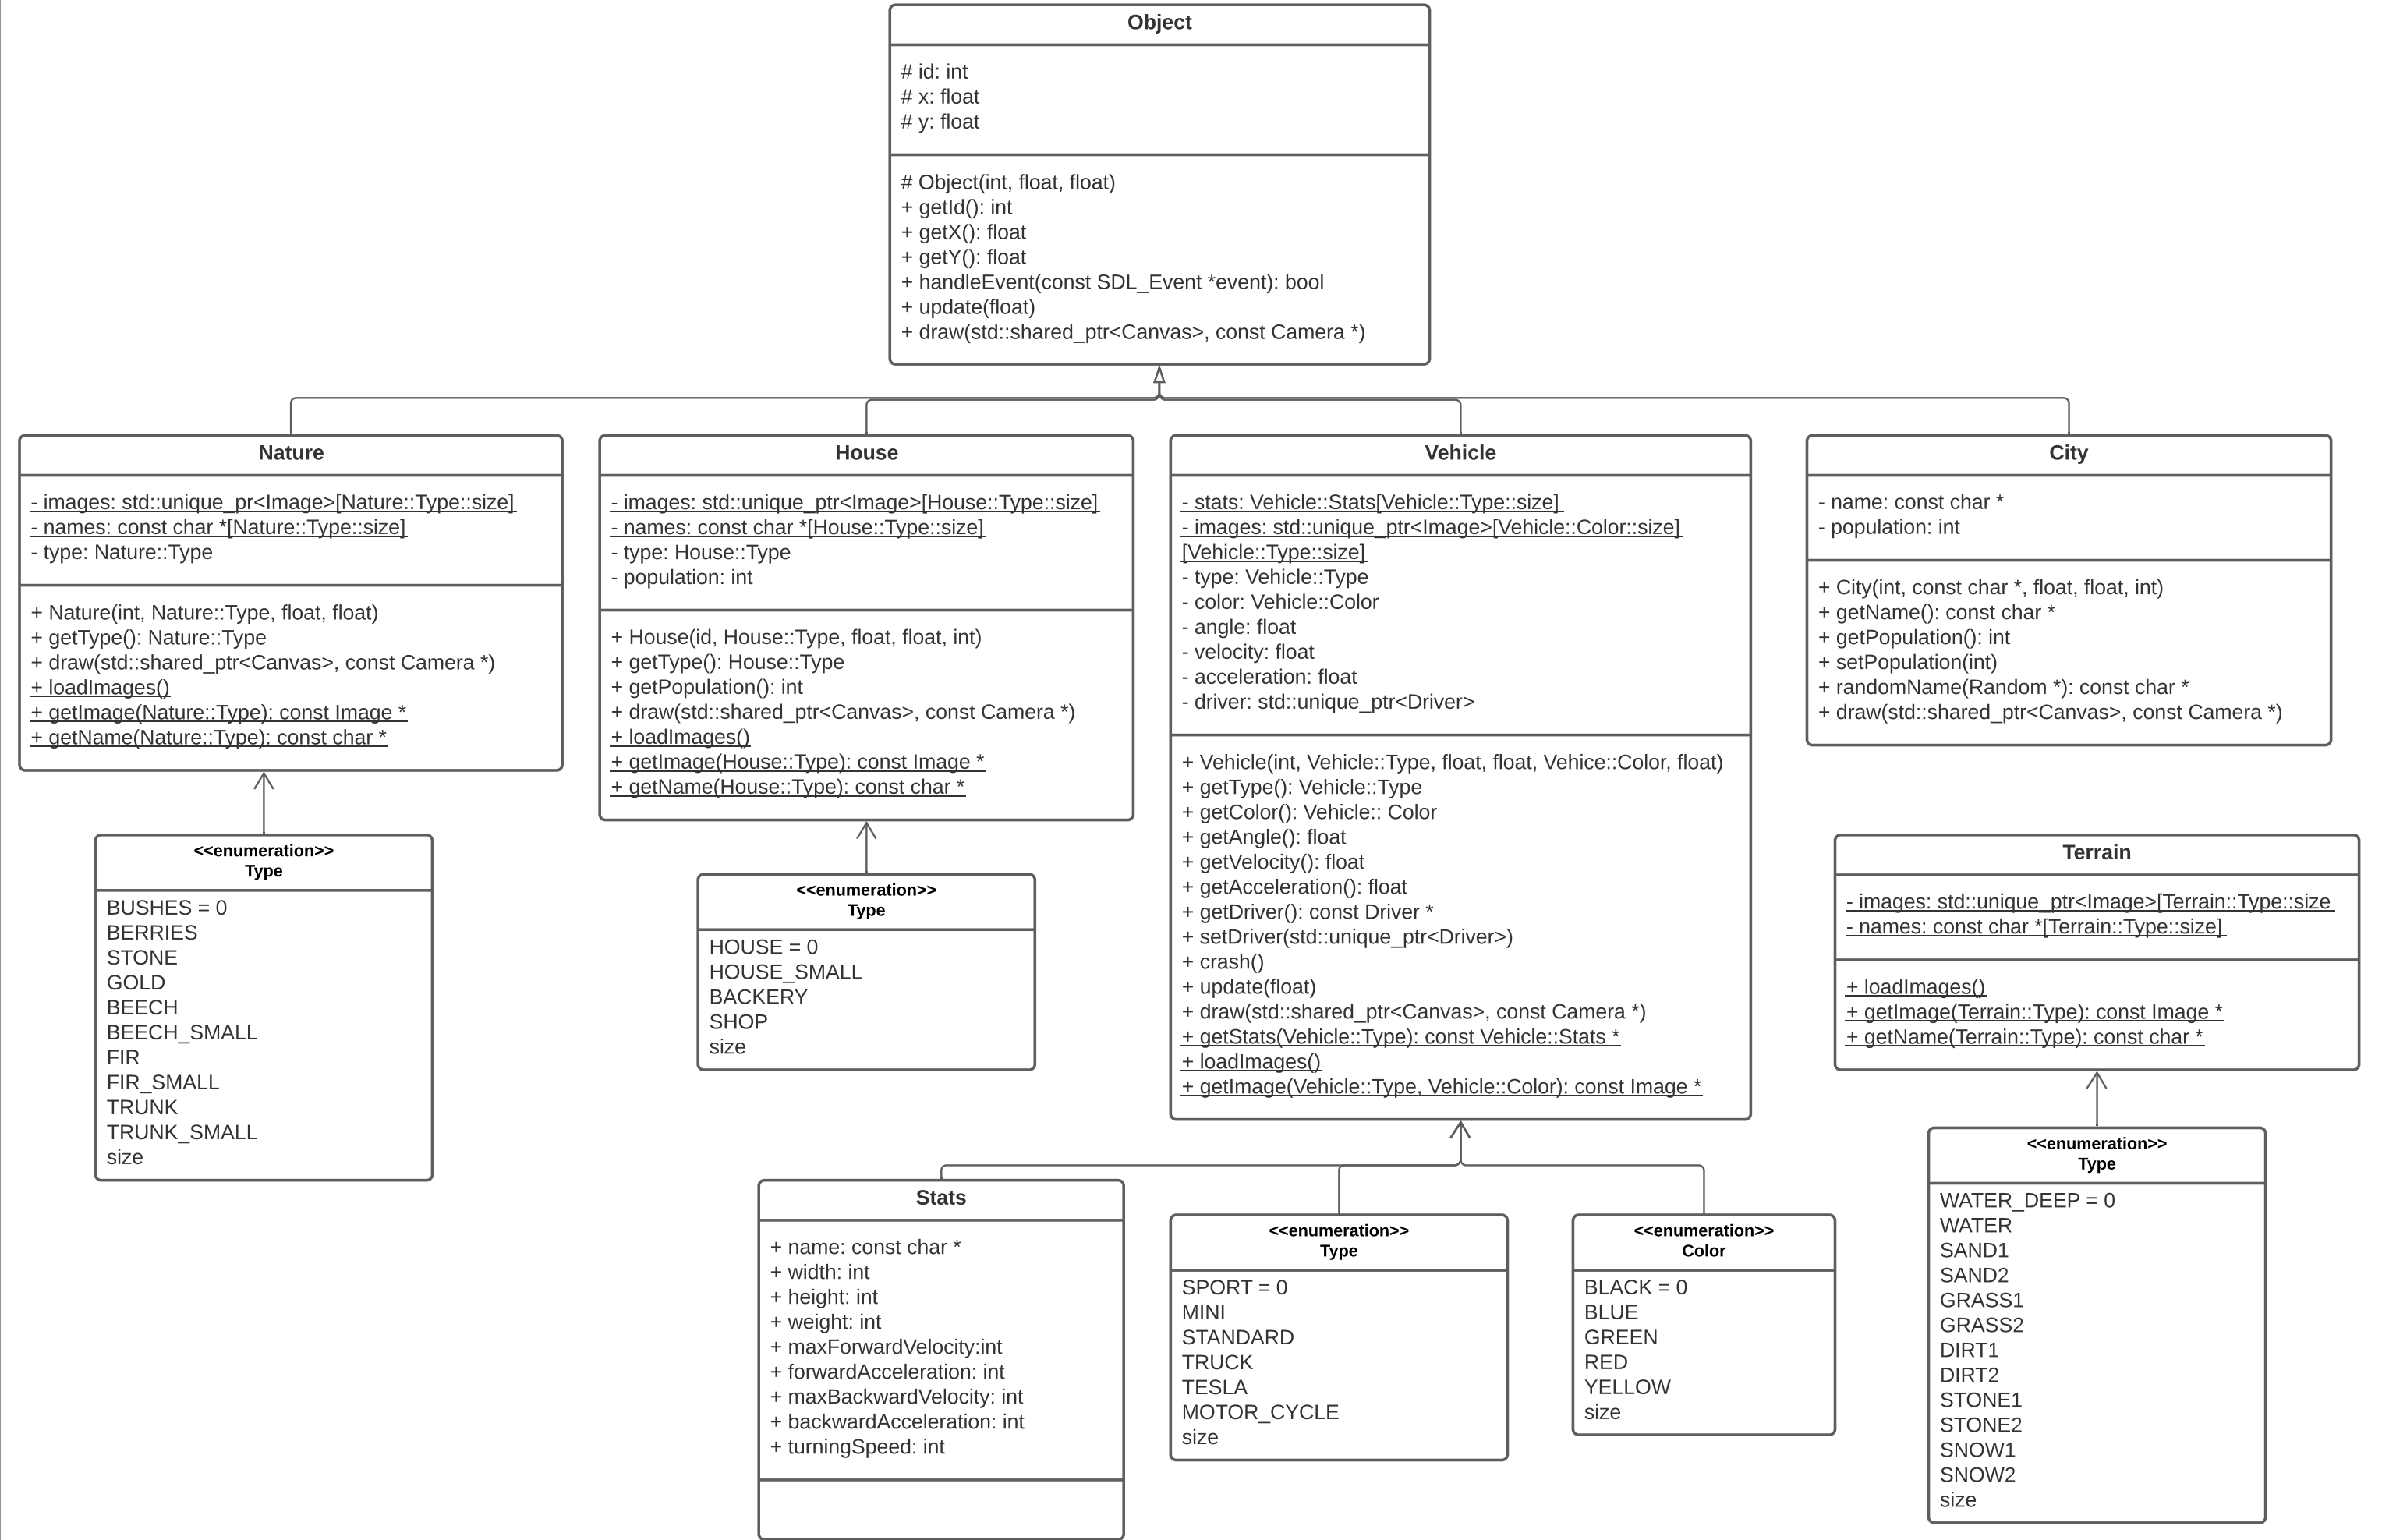 Object
# id: int
# x: float
# y: float
# Object(int, float, float)
+ getId(): int
+ getX(): float
+ getY(): float
+ handleEvent(const SDL_Event *event): bool
+ update(float)
+ draw(std::shared_ptr<Canvas>, const Camera *)
Nature
- images: std::unique_pr<Image>[Nature::Type::size]
- names: const char *[Nature::Type::size]
- type: Nature::Type
+ Nature(int, Nature::Type, float, float)
+ getType(): Nature::Type
+ draw(std::shared_ptr<Canvas>, const Camera *)
+ loadImages()
+ getImage(Nature::Type): const Image *
+ getName(Nature::Type): const char *
House
- images: std::unique_ptr<Image>[House::Type::size]
- names: const char *[House::Type::size]
- type: House::Type
- population: int
+ House(id, House::Type, float, float, int)
+ getType(): House::Type
+ getPopulation(): int
+ draw(std::shared_ptr<Canvas>, const Camera *)
+ loadImages()
+ getImage(House::Type): const Image *
+ getName(House::Type): const char *
Vehicle
- stats: Vehicle::Stats[Vehicle::Type::size]
- images: std::unique_ptr<Image>[Vehicle::Color::size]
[Vehicle::Type::size]
- type: Vehicle::Type
- color: Vehicle::Color
- angle: float
- velocity: float
- acceleration: float
- driver: std::unique_ptr<Driver>
+ Vehicle(int, Vehicle::Type, float, float, Vehice::Color, float)
+ getType(): Vehicle::Type
+ getColor(): Vehicle:: Color
+ getAngle(): float
+ getVelocity(): float
+ getAcceleration(): float
+ getDriver(): const Driver *
+ setDriver(std::unique_ptr<Driver>)
+ crash()
+ update(float)
+ draw(std::shared_ptr<Canvas>, const Camera *)
+ getStats(Vehicle::Type): const Vehicle::Stats *
+ loadImages()
+ getImage(Vehicle::Type, Vehicle::Color): const Image *
City
- name: const char *
- population: int
+ City(int, const char *, float, float, int)
+ getName(): const char *
+ getPopulation(): int
+ setPopulation(int)
+ randomName(Random *): const char *
+ draw(std::shared_ptr<Canvas>, const Camera *)
<<enumeration>>
Type
BUSHES = 0
BERRIES
STONE
GOLD
BEECH
BEECH_SMALL
FIR
FIR_SMALL
TRUNK
TRUNK_SMALL
size
<<enumeration>>
Type
HOUSE = 0
HOUSE_SMALL
BACKERY
SHOP
size
Terrain
- images: std::unique_ptr<Image>[Terrain::Type::size
- names: const char *[Terrain::Type::size]
+ loadImages()
+ getImage(Terrain::Type): const Image *
+ getName(Terrain::Type): const char *
Stats
+ name: const char *
+ width: int
+ height: int
+ weight: int
+ maxForwardVelocity:int
+ forwardAcceleration: int
+ maxBackwardVelocity: int
+ backwardAcceleration: int
+ turningSpeed: int
<<enumeration>>
Type
SPORT = 0
MINI
STANDARD
TRUCK
TESLA
MOTOR_CYCLE
size
<<enumeration>>
Color
BLACK = 0
BLUE
GREEN
RED
YELLOW
size
<<enumeration>>
Type
WATER_DEEP = 0
WATER
SAND1
SAND2
GRASS1
GRASS2
DIRT1
DIRT2
STONE1
STONE2
SNOW1
SNOW2
size